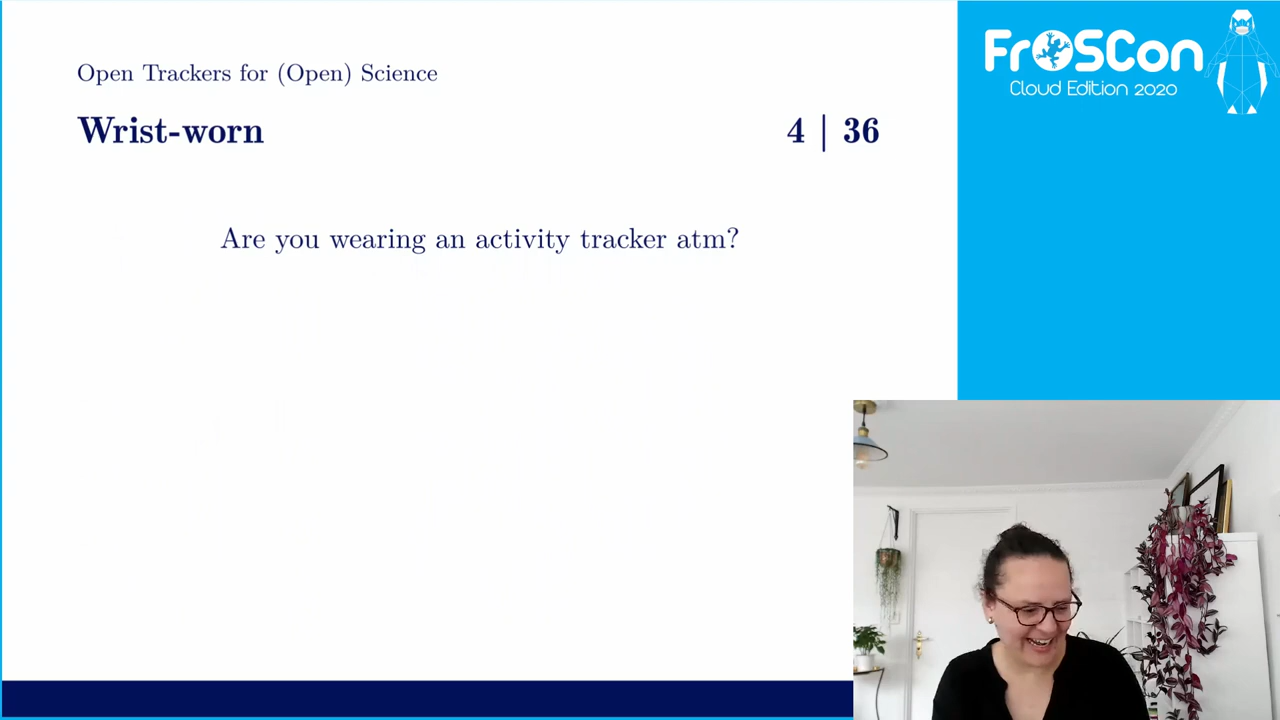 Open Trackers for (Open) Science
Wrist-worn
4 | 36
Are you wearing an activity tracker atm?
FrOSCon
Cloud Edition 2020